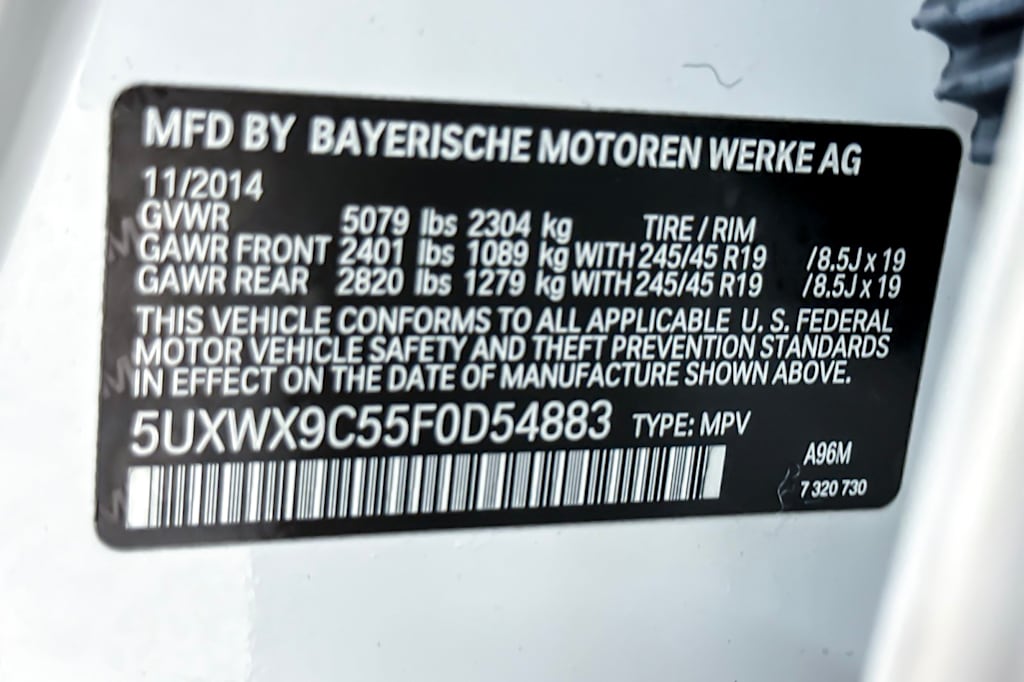 MFD BY BAYERISCHE MOTOREN WERKE AG
11/2014
GVWR 5079 lbs 2304 kg TIRE / RIM
GAWR FRONT 2401 lbs 1089 kg WITH 245/45 R19 /8.5J x 19
GAWR REAR 2820 lbs 1279 kg WITH 245/45 R19 /8.5J x 19
THIS VEHICLE CONFORMS TO ALL APPLICABLE U. S. FEDERAL
MOTOR VEHICLE SAFETY AND THEFT PREVENTION STANDARDS
IN EFFECT ON THE DATE OF MANUFACTURE SHOWN ABOVE.
5UXWX9C55F0D54883 TYPE: MPV
A96M
7 320 730